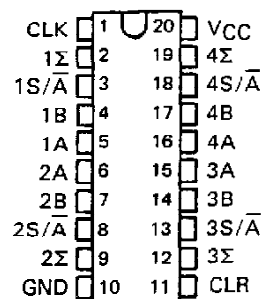 CLK 1 20 VCC
1Σ 2 19 4Σ
1S/A̅ 3 18 4S/A̅
1B 4 17 4B
1A 5 16 4A
2A 6 15 3A
2B 7 14 3B
2S/A̅ 8 13 3S/A̅
2Σ 9 12 3Σ
GND 10 11 CLR